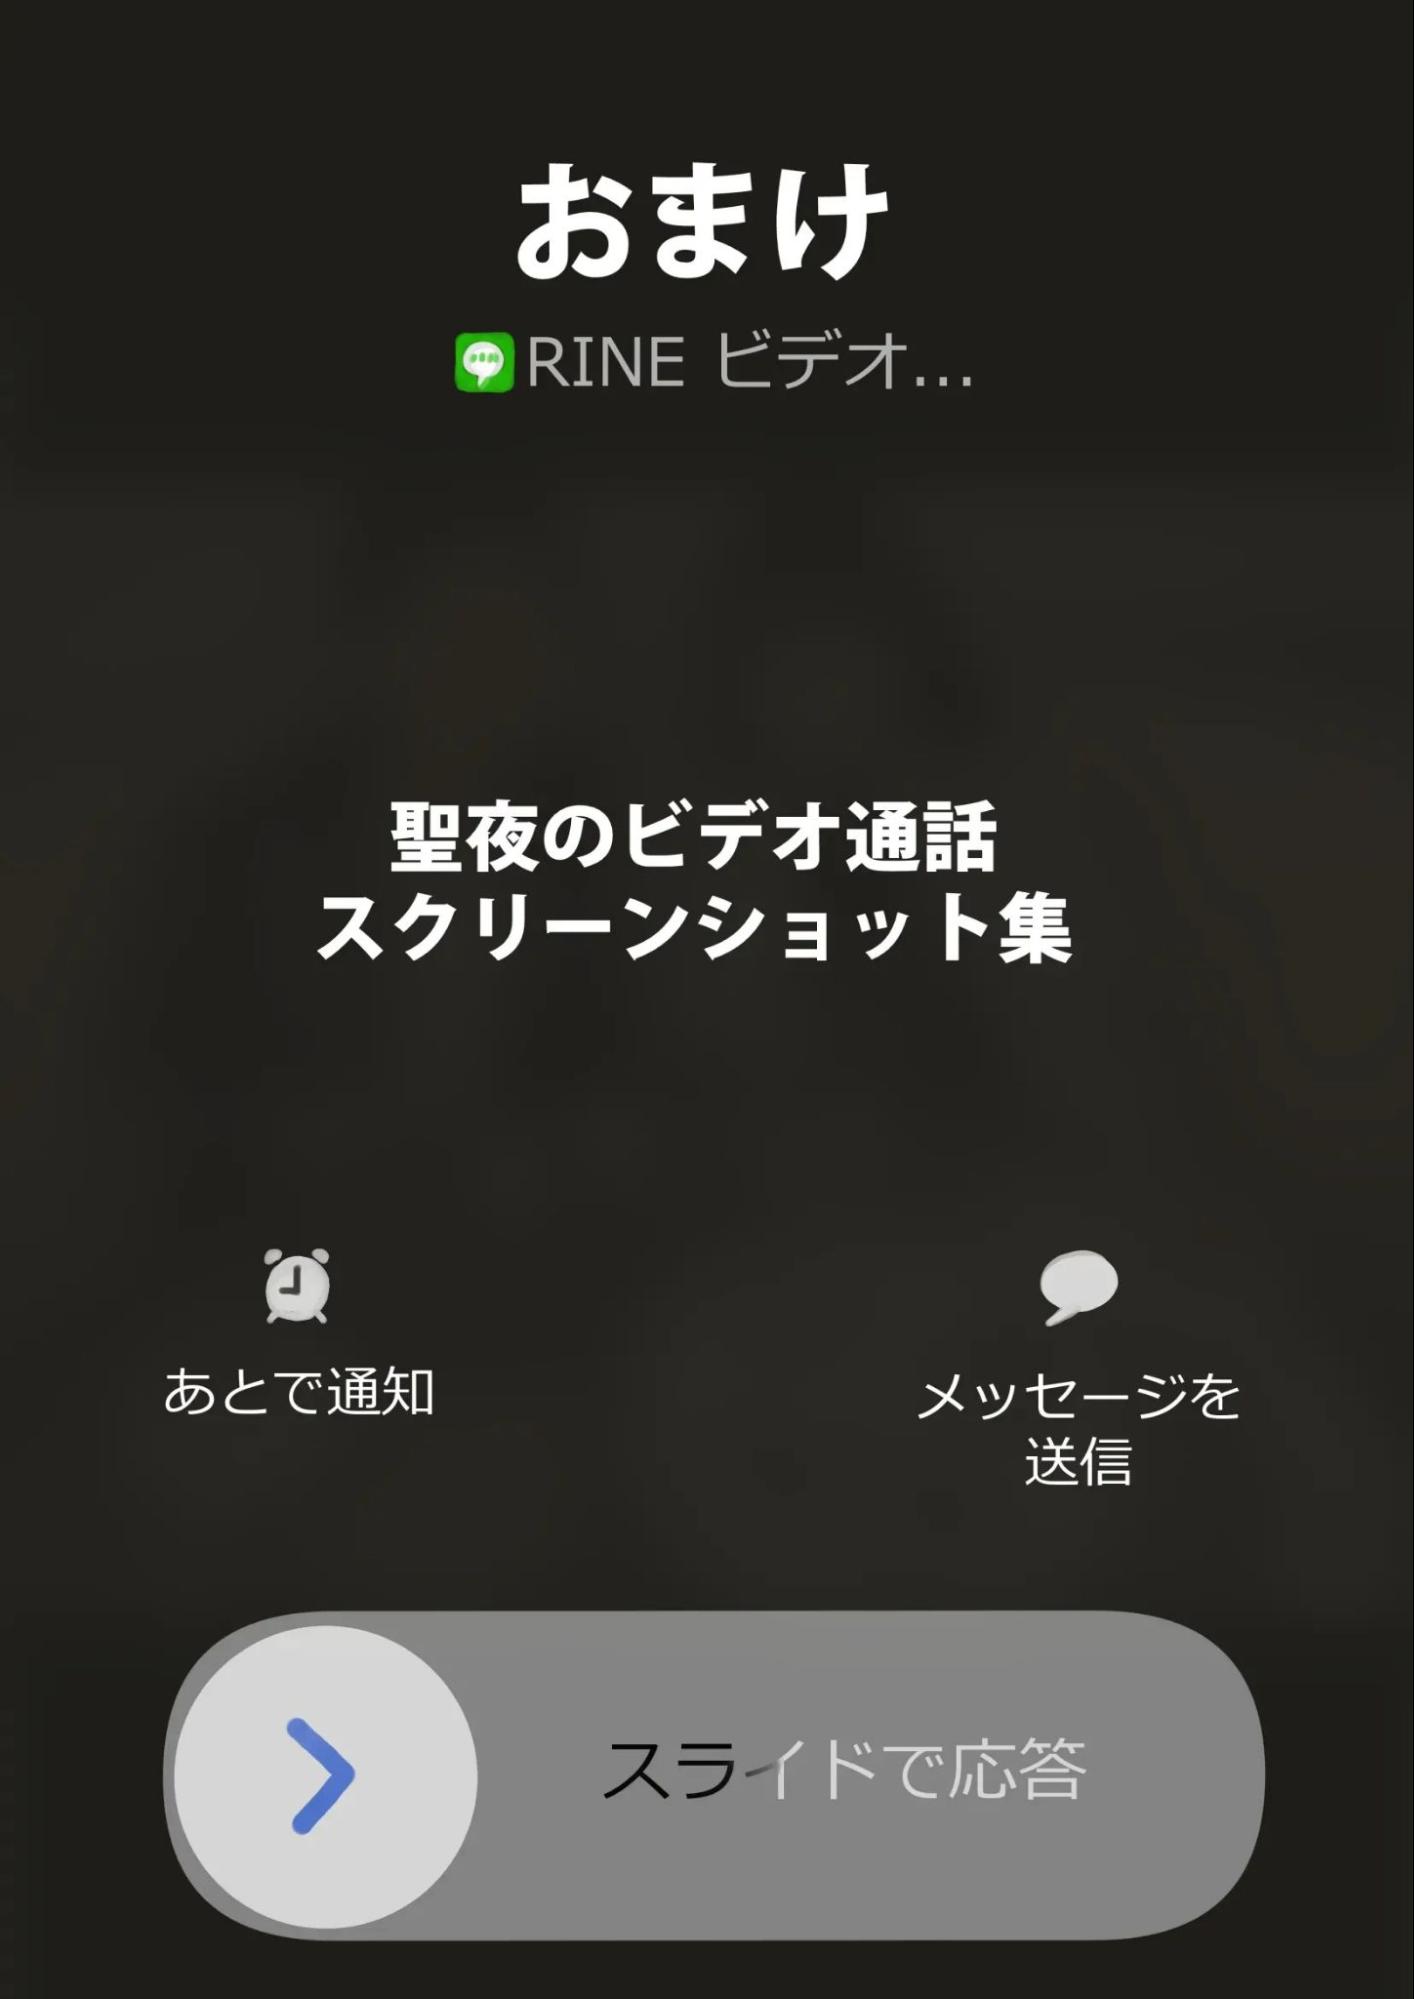 おまけ
RINE ビデオ...
聖夜のビデオ通話
スクリーンショット集
あとで通知
メッセージを
送信
スライドで応答